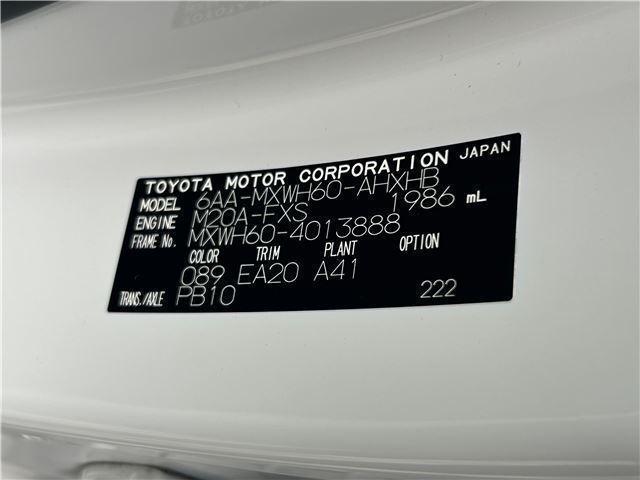 TOYOTA MOTOR CORPORATION JAPAN
MODEL 6AA-MXWH60-AHXHB
ENGINE M20A-FXS 1986 mL
FRAME No. MXWH60-4013888
COLOR TRIM PLANT OPTION
089 EA20 A41
TRANS./AXLE PB10 222